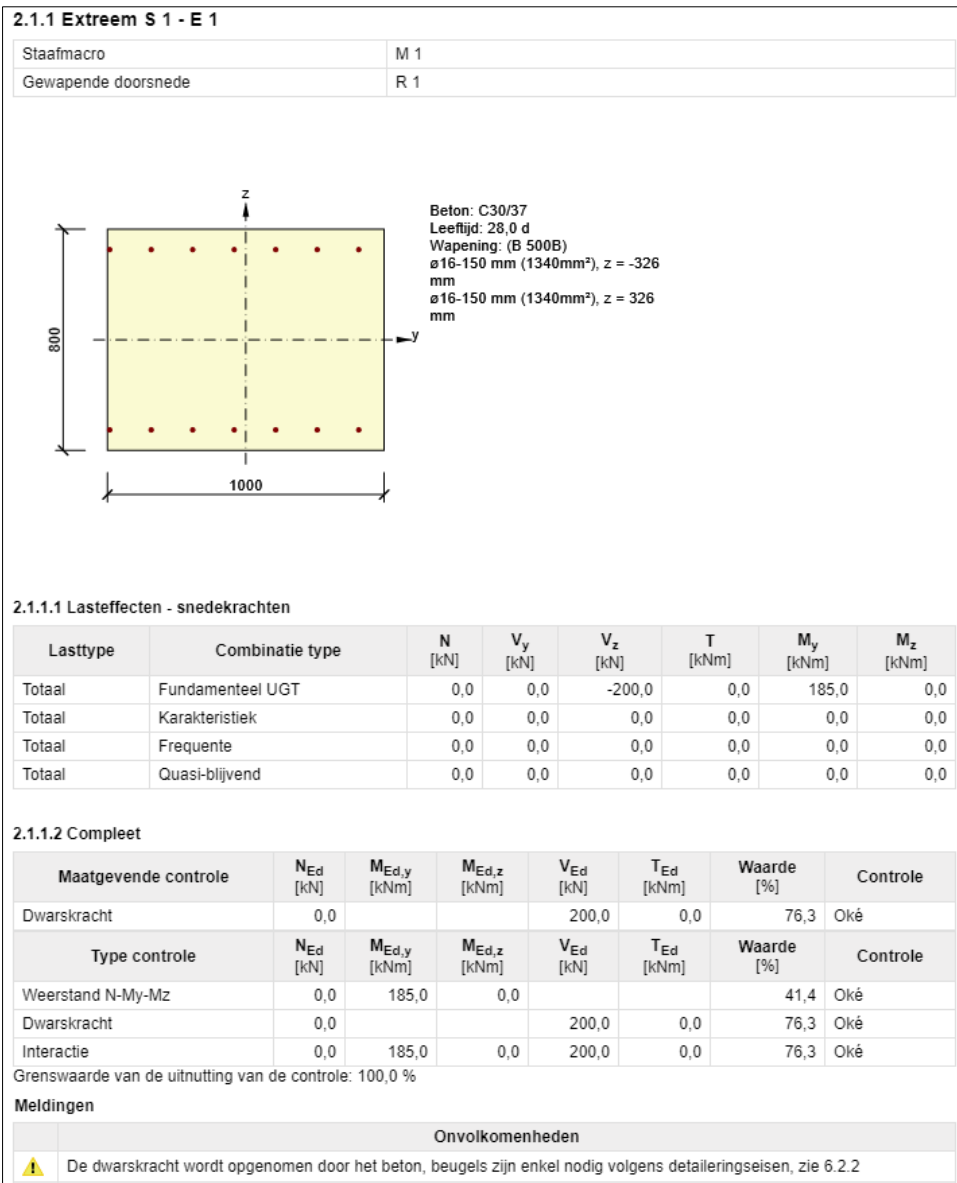 2.1.1 Extreem S 1 - E 1
Staafmacro M 1
Gewapende doorsnede R 1
z
Beton: C30/37
Leeftijd: 28,0 d
Wapening: (B 500B)
ø16-150 mm (1340mm²), z = -326
mm
ø16-150 mm (1340mm²), z = 326
mm
y
800
1000
2.1.1.1 Lasteffecten - snedekrachten
Lasttype Combinatie type N [kN] Vy [kN] Vz [kN] T [kNm] My [kNm] Mz [kNm]
Totaal Fundamenteel UGT 0,0 0,0 -200,0 0,0 185,0 0,0
Totaal Karakteristiek 0,0 0,0 0,0 0,0 0,0 0,0
Totaal Frequente 0,0 0,0 0,0 0,0 0,0 0,0
Totaal Quasi-blijvend 0,0 0,0 0,0 0,0 0,0 0,0
2.1.1.2 Compleet
Maatgevende controle NEd [kN] MEd,y [kNm] MEd,z [kNm] VEd [kN] TEd [kNm] Waarde [%] Controle
Dwarskracht 0,0 200,0 0,0 76,3 Oké
Type controle NEd [kN] MEd,y [kNm] MEd,z [kNm] VEd [kN] TEd [kNm] Waarde [%] Controle
Weerstand N-My-Mz 0,0 185,0 0,0 41,4 Oké
Dwarskracht 0,0 200,0 0,0 76,3 Oké
Interactie 0,0 185,0 0,0 200,0 0,0 76,3 Oké
Grenswaarde van de uitnutting van de controle: 100,0 %
Meldingen
Onvolkomenheden
De dwarskracht wordt opgenomen door het beton, beugels zijn enkel nodig volgens detaileringseisen, zie 6.2.2